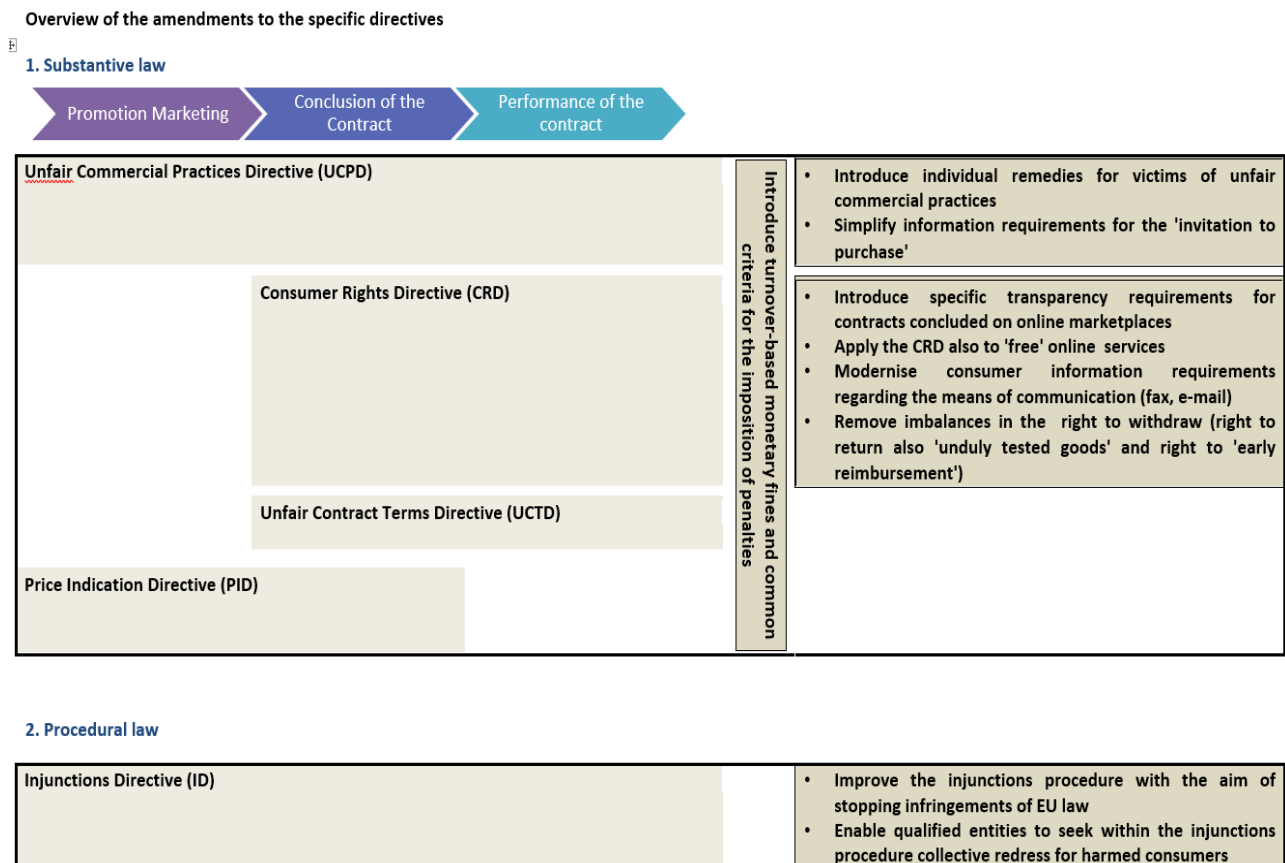 Overview of the amendments to the specific directives
1. Substantive law
Promotion Marketing
Conclusion of the
Contract
Performance of the
contract
Unfair Commercial Practices Directive (UCPD)
Consumer Rights Directive (CRD)
Unfair Contract Terms Directive (UCTD)
Price Indication Directive (PID)
Introduce turnover-based monetary fines and common
criteria for the imposition of penalties
• Introduce individual remedies for victims of unfair
commercial practices
• Simplify information requirements for the 'invitation to
purchase'
• Introduce specific transparency requirements for
contracts concluded on online marketplaces
• Apply the CRD also to 'free' online services
• Modernise consumer information requirements
regarding the means of communication (fax, e-mail)
• Remove imbalances in the right to withdraw (right to
return also 'unduly tested goods' and right to 'early
reimbursement')
2. Procedural law
Injunctions Directive (ID)
• Improve the injunctions procedure with the aim of
stopping infringements of EU law
• Enable qualified entities to seek within the injunctions
procedure collective redress for harmed consumers